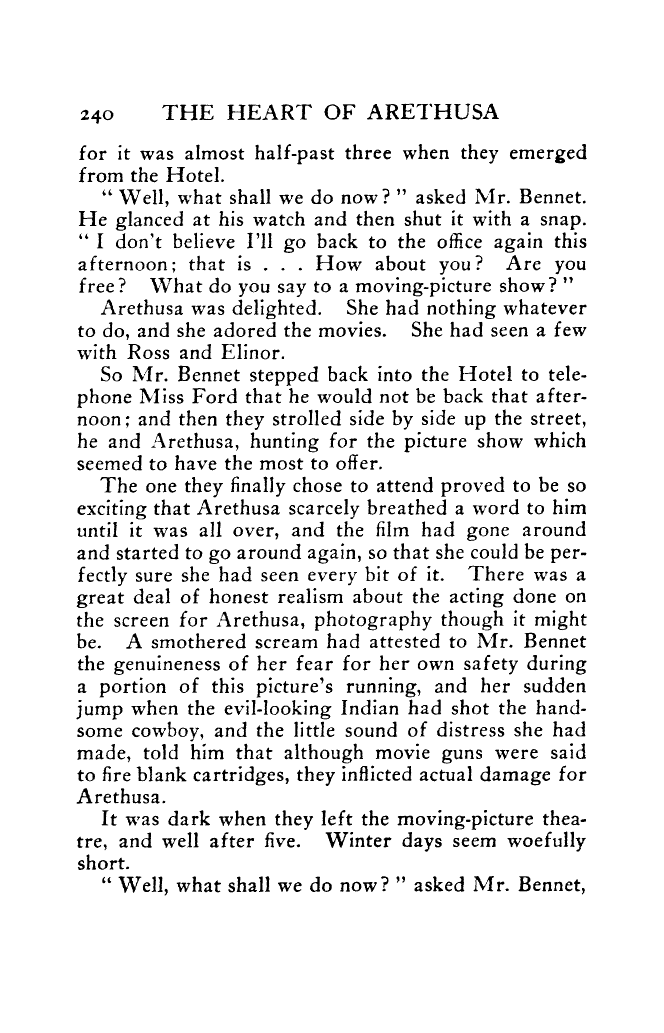 240 THE HEART OF ARETHUSA
for it was almost half-past three when they emerged
from the Hotel.
“ Well, what shall we do now? ” asked Mr. Bennet.
He glanced at his watch and then shut it with a snap.
“ I don't believe I'll go back to the office again this
afternoon; that is . . . How about you? Are you
free? What do you say to a moving-picture show? ”
Arethusa was delighted. She had nothing whatever
to do, and she adored the movies. She had seen a few
with Ross and Elinor.
So Mr. Bennet stepped back into the Hotel to tele-
phone Miss Ford that he would not be back that after-
noon; and then they strolled side by side up the street,
he and Arethusa, hunting for the picture show which
seemed to have the most to offer.
The one they finally chose to attend proved to be so
exciting that Arethusa scarcely breathed a word to him
until it was all over, and the film had gone around
and started to go around again, so that she could be per-
fectly sure she had seen every bit of it. There was a
great deal of honest realism about the acting done on
the screen for Arethusa, photography though it might
be. A smothered scream had attested to Mr. Bennet
the genuineness of her fear for her own safety during
a portion of this picture's running, and her sudden
jump when the evil-looking Indian had shot the hand-
some cowboy, and the little sound of distress she had
made, told him that although movie guns were said
to fire blank cartridges, they inflicted actual damage for
Arethusa.
It was dark when they left the moving-picture thea-
tre, and well after five. Winter days seem woefully
short.
“ Well, what shall we do now? ” asked Mr. Bennet,